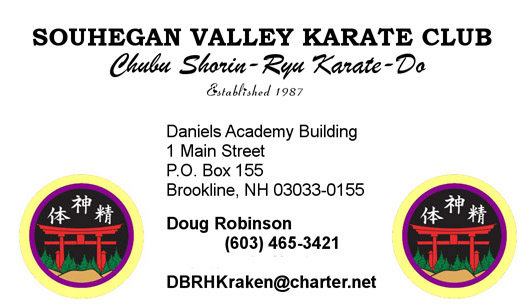 SOUHEGAN VALLEY KARATE CLUB
Chubu Shorin-Ryu Karate-Do
Established 1987
Daniels Academy Building
1 Main Street
P.O. Box 155
Brookline, NH 03033-0155
Doug Robinson
(603) 465-3421
DBRHKraken@charter.net
体神精
体神精